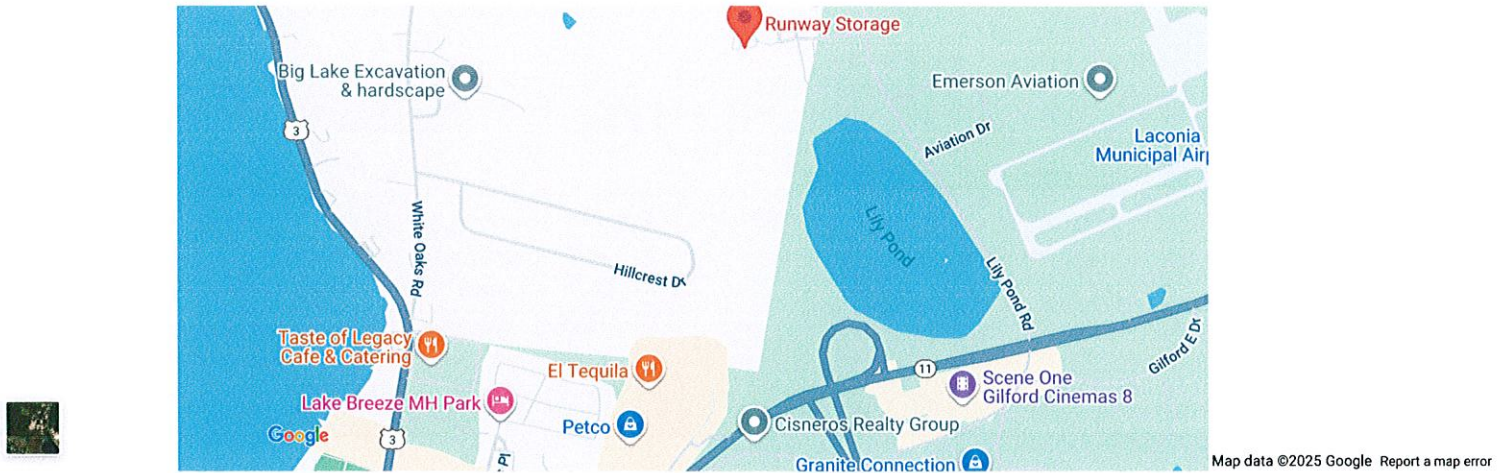 Runway Storage
Big Lake Excavation
& hardscape
Emerson Aviation
3
Aviation Dr
Laconia
Municipal Air
White Oaks Rd
Lily Pond
Hillcrest Dr
Lily Pond Rd
Taste of Legacy
Cafe & Catering
El Tequila
11
Gilford E Dr
Scene One
Gilford Cinemas 8
Lake Breeze MH Park
Petco
Cisneros Realty Group
Google
3
Pl
Granite Connection
Map data ©2025 Google Report a map error